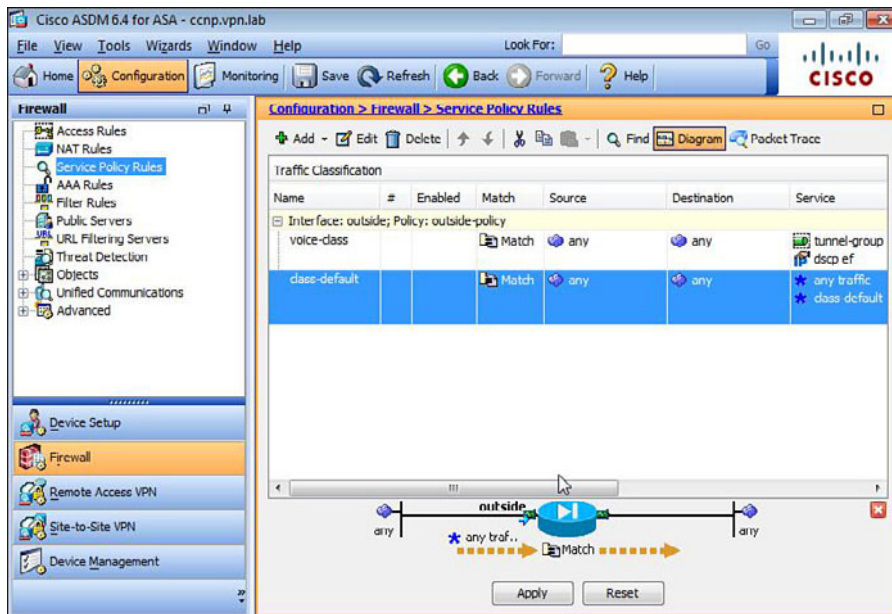 Cisco ASDM 6.4 for ASA - ccnp.vpn.lab
File View Tools Wizards Window Help Look For: Go
Home Configuration Monitoring Save Refresh Back Forward Help
CISCO
Firewall
Access Rules
NAT Rules
Service Policy Rules
AAA Rules
Filter Rules
Public Servers
URL Filtering Servers
Threat Detection
Objects
Unified Communications
Advanced
Device Setup
Firewall
Remote Access VPN
Site-to-Site VPN
Device Management
Configuration > Firewall > Service Policy Rules
Add Edit Delete Find Diagram Packet Trace
Traffic Classification
Name # Enabled Match Source Destination Service
Interface: outside; Policy: outside-policy
voice-class Match any any tunnel-group
dscp ef
class-default Match any any any traffic
class-default
outside
any any traf.. Match any
Apply Reset